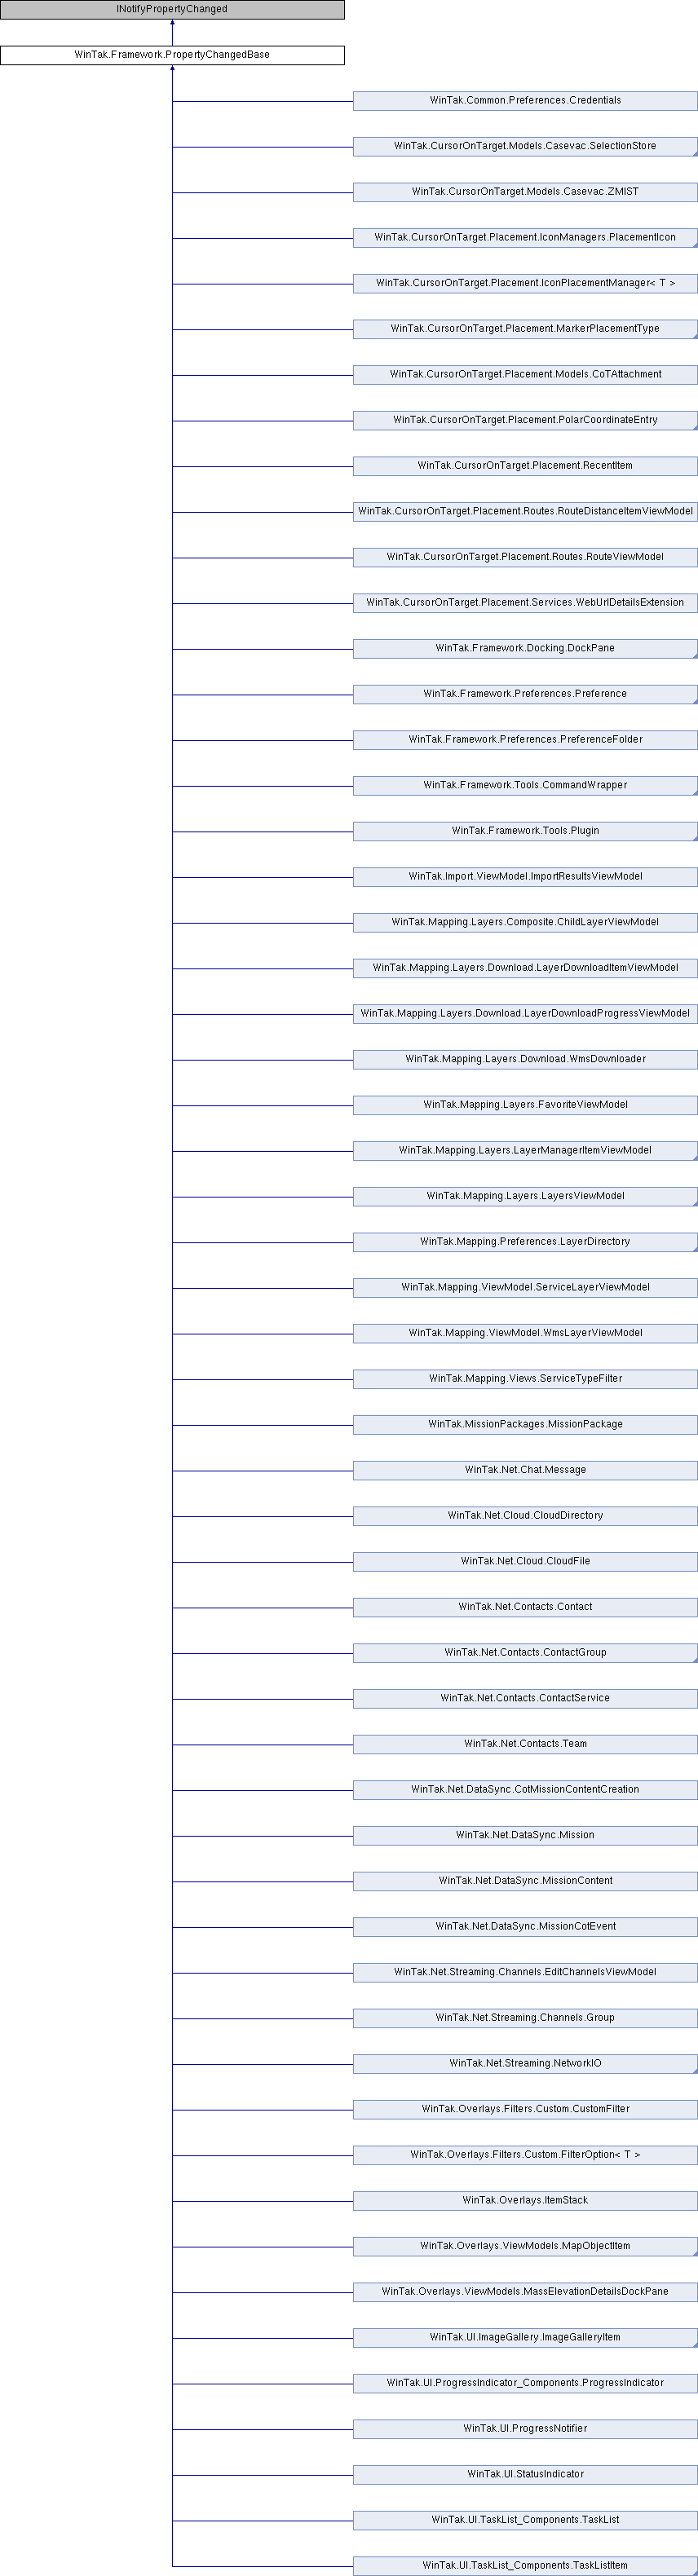 INotifyPropertyChanged
WinTak.Framework.PropertyChangedBase
WinTak.Common.Preferences.Credentials
WinTak.CursorOnTarget.Models.Casevac.SelectionStore
WinTak.CursorOnTarget.Models.Casevac.ZMIST
WinTak.CursorOnTarget.Placement.IconManagers.PlacementIcon
WinTak.CursorOnTarget.Placement.IconPlacementManager< T >
WinTak.CursorOnTarget.Placement.MarkerPlacementType
WinTak.CursorOnTarget.Placement.Models.CoTAttachment
WinTak.CursorOnTarget.Placement.PolarCoordinateEntry
WinTak.CursorOnTarget.Placement.RecentItem
WinTak.CursorOnTarget.Placement.Routes.RouteDistanceItemViewModel
WinTak.CursorOnTarget.Placement.Routes.RouteViewModel
WinTak.CursorOnTarget.Placement.Services.WebUrlDetailsExtension
WinTak.Framework.Docking.DockPane
WinTak.Framework.Preferences.Preference
WinTak.Framework.Preferences.PreferenceFolder
WinTak.Framework.Tools.CommandWrapper
WinTak.Framework.Tools.Plugin
WinTak.Import.ViewModel.ImportResultsViewModel
WinTak.Mapping.Layers.Composite.ChildLayerViewModel
WinTak.Mapping.Layers.Download.LayerDownloadItemViewModel
WinTak.Mapping.Layers.Download.LayerDownloadProgressViewModel
WinTak.Mapping.Layers.Download.WmsDownloader
WinTak.Mapping.Layers.FavoriteViewModel
WinTak.Mapping.Layers.LayerManagerItemViewModel
WinTak.Mapping.Layers.LayersViewModel
WinTak.Mapping.Preferences.LayerDirectory
WinTak.Mapping.ViewModel.ServiceLayerViewModel
WinTak.Mapping.ViewModel.WmsLayerViewModel
WinTak.Mapping.Views.ServiceTypeFilter
WinTak.MissionPackages.MissionPackage
WinTak.Net.Chat.Message
WinTak.Net.Cloud.CloudDirectory
WinTak.Net.Cloud.CloudFile
WinTak.Net.Contacts.Contact
WinTak.Net.Contacts.ContactGroup
WinTak.Net.Contacts.ContactService
WinTak.Net.Contacts.Team
WinTak.Net.DataSync.CotMissionContentCreation
WinTak.Net.DataSync.Mission
WinTak.Net.DataSync.MissionContent
WinTak.Net.DataSync.MissionCotEvent
WinTak.Net.Streaming.Channels.EditChannelsViewModel
WinTak.Net.Streaming.Channels.Group
WinTak.Net.Streaming.NetworkIO
WinTak.Overlays.Filters.Custom.CustomFilter
WinTak.Overlays.Filters.Custom.FilterOption< T >
WinTak.Overlays.ItemStack
WinTak.Overlays.ViewModels.MapObjectItem
WinTak.Overlays.ViewModels.MassElevationDetailsDockPane
WinTak.UI.ImageGallery.ImageGalleryItem
WinTak.UI.ProgressIndicator_Components.ProgressIndicator
WinTak.UI.ProgressNotifier
WinTak.UI.StatusIndicator
WinTak.UI.TaskList_Components.TaskList
WinTak.UI.TaskList_Components.TaskListItem